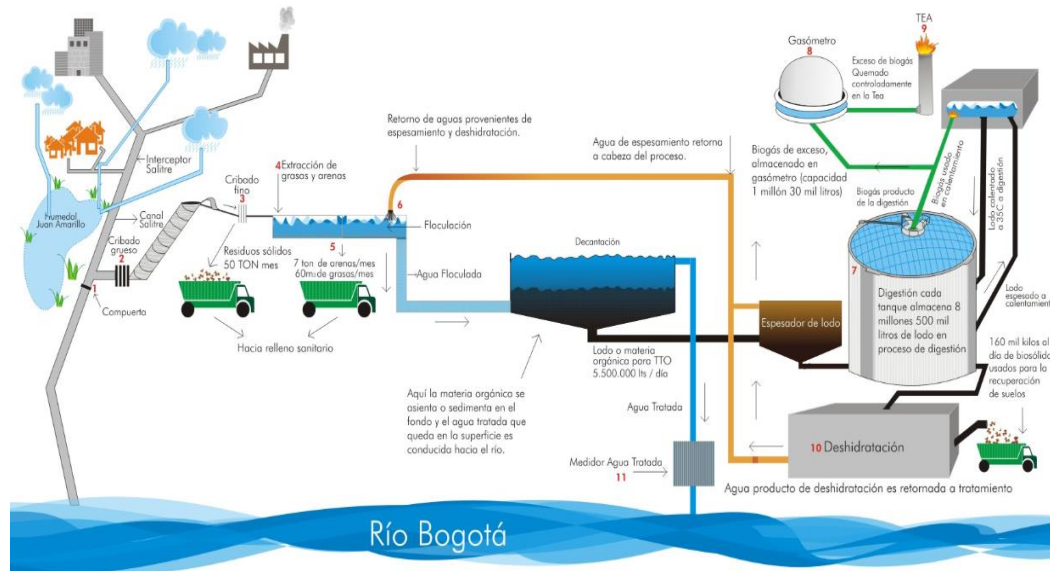 TEA
9
Gasómetro
8
Exceso de biogás
Quemado
controladamente
en la Tea
Retorno de aguas provenientes de
espesamiento y deshidratación.
Agua de espesamiento retorna
a cabeza del proceso.
Biogás de exceso,
almacenado en
gasómetro (capacidad
1 millón 30 mil litros)
Biogás usado
en calentamiento
Biogás producto
de la digestión
Lodo calentado
a 35C a digestión
Lodo
espesado a
calentamient
Interceptor
Salitre
Humedal
Juan Amarillo
Canal
Salitre
Cribado
grueso
2
1
Compuerta
Cribado
fino
3
4 Extracción de
grasos y arenas
6
Floculación
5
Residuos sólidos
50 TON mes
7 ton de arenas/mes
60m3 de grasas/mes
Hacia relleno sanitario
Agua Floculada
Decantación
Aquí la materia orgánica se
asienta o sedimenta en el
fondo y el agua tratada que
queda en la superficie es
conducida hacia el río.
Lodo o materia
orgánica para TTO
5.500.000 lts / día
Espesador de lodo
7
Digestión cada
tanque almacena 8
millones 500 mil
litros de lodo en
proceso de digestión
160 mil kilos al
día de biosólido
usados para la
recuperación
de suelos
Agua Tratada
Medidor Agua Tratada
11
10 Deshidratación
Agua producto de deshidratación es retornada a tratamiento
Río Bogotá